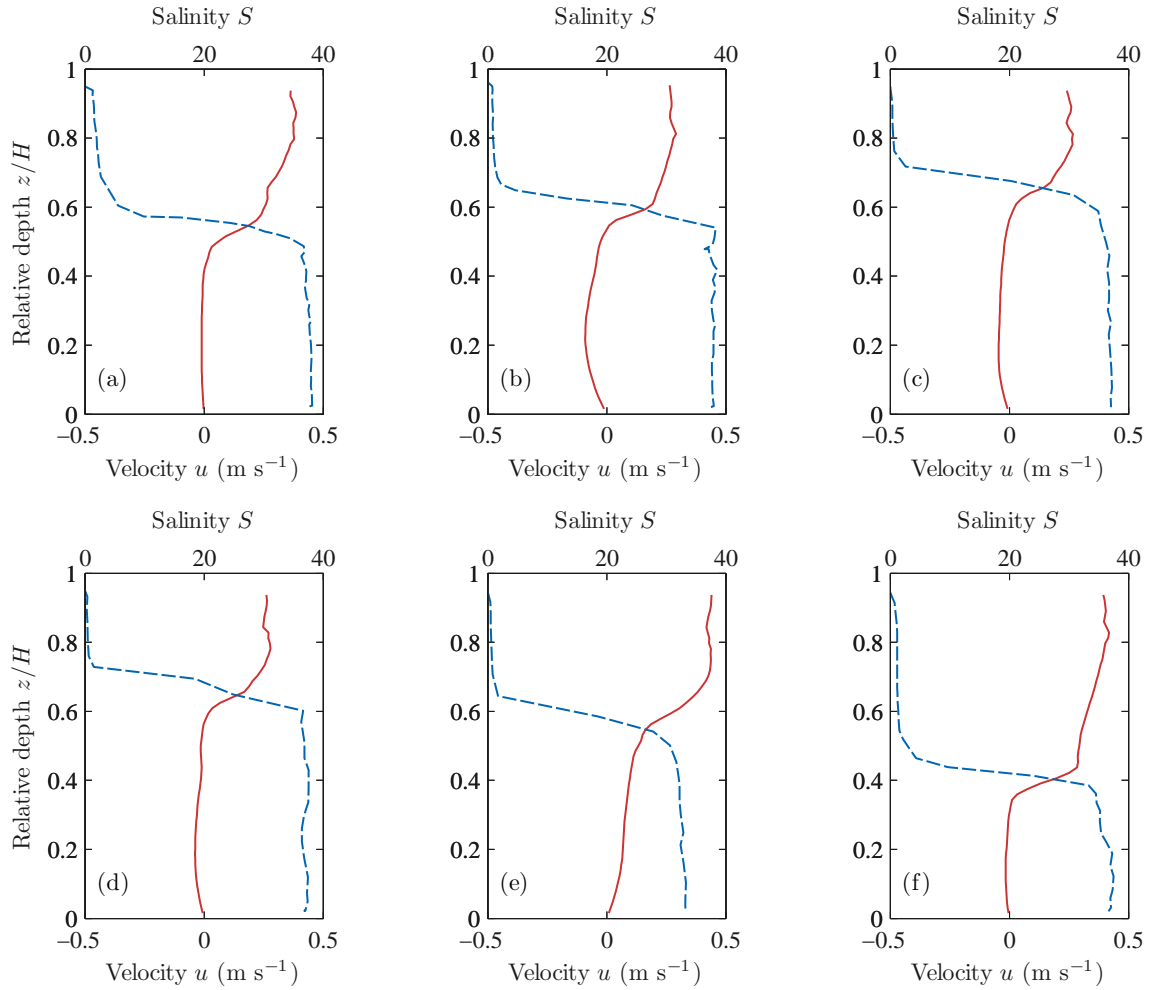 Salinity S Salinity S Salinity S
0 20 40 0 20 40 0 20 40
1 1 1
0.8 0.8 0.8
0.6 0.6 0.6
Relative depth z/H
0.4 0.4 0.4
0.2 0.2 0.2
(a) (b) (c)
0 0 0
−0.5 0 0.5 −0.5 0 0.5 −0.5 0 0.5
Velocity u (m s⁻¹) Velocity u (m s⁻¹) Velocity u (m s⁻¹)
Salinity S Salinity S Salinity S
0 20 40 0 20 40 0 20 40
1 1 1
0.8 0.8 0.8
0.6 0.6 0.6
Relative depth z/H
0.4 0.4 0.4
0.2 0.2 0.2
(d) (e) (f)
0 0 0
−0.5 0 0.5 −0.5 0 0.5 −0.5 0 0.5
Velocity u (m s⁻¹) Velocity u (m s⁻¹) Velocity u (m s⁻¹)